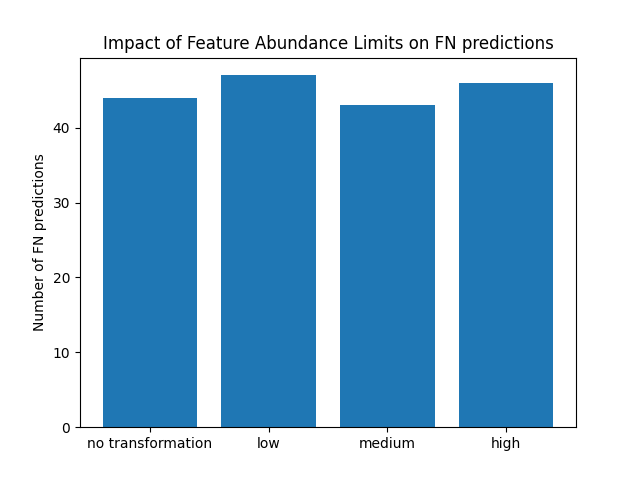 Impact of Feature Abundance Limits on FN predictions
Number of FN predictions
40
30
20
10
0
no transformation
low
medium
high